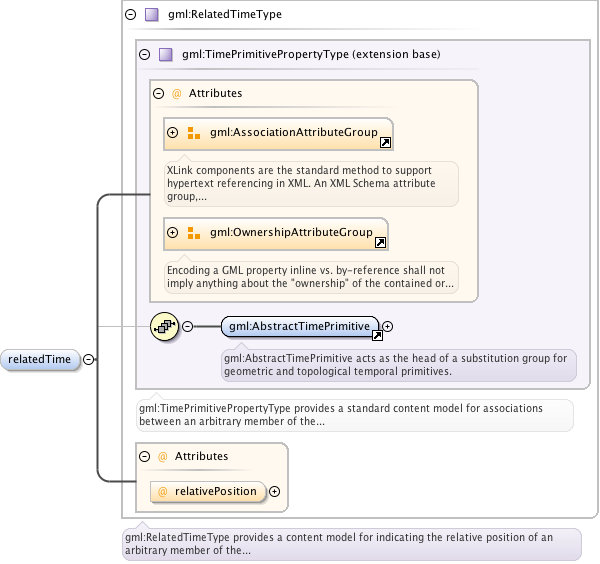 gml:RelatedTimeType
gml:TimePrimitivePropertyType (extension base)
@ Attributes
gml:AssociationAttributeGroup
XLink components are the standard method to support
hypertext referencing in XML. An XML Schema attribute
group,...
gml:OwnershipAttributeGroup
Encoding a GML property inline vs. by-reference shall not
imply anything about the "ownership" of the contained or...
gml:AbstractTimePrimitive
gml:AbstractTimePrimitive acts as the head of a substitution group for
geometric and topological temporal primitives.
relatedTime
gml:TimePrimitivePropertyType provides a standard content model for associations
between an arbitrary member of the...
@ Attributes
@ relativePosition
gml:RelatedTimeType provides a content model for indicating the relative position of an
arbitrary member of the...